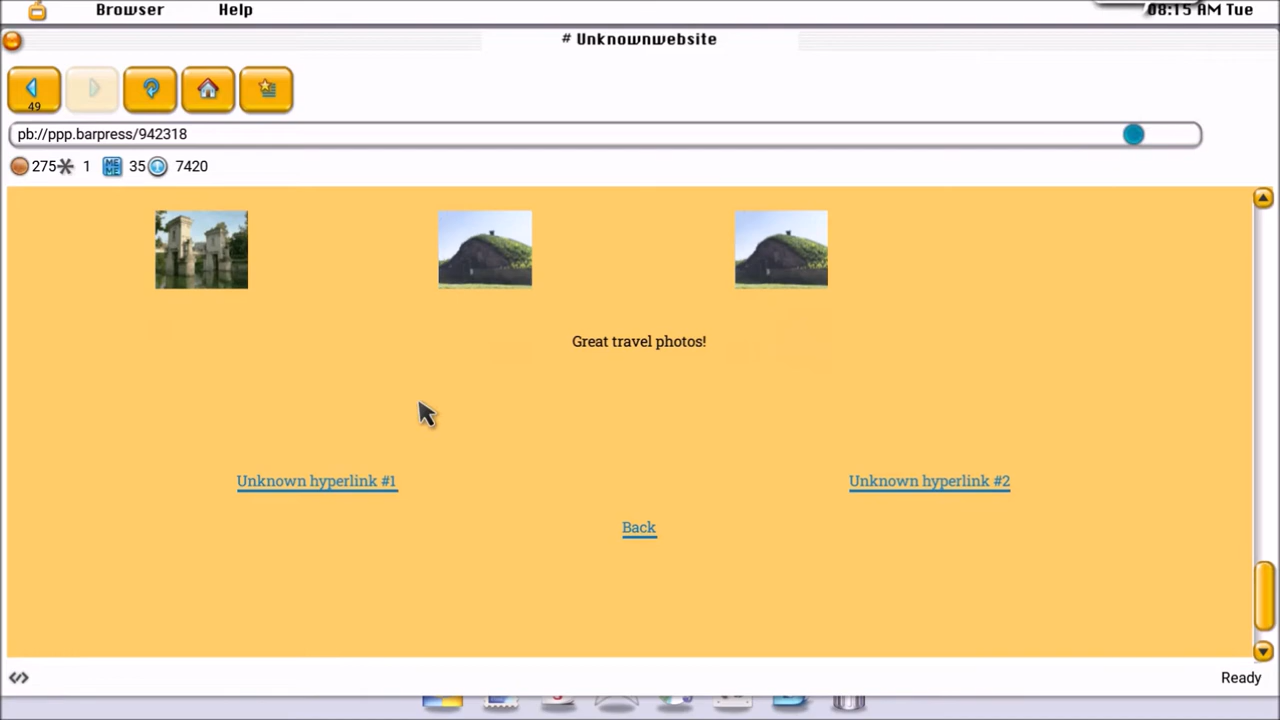 Browser Help 08:15 AM Tue
# Unknownwebsite
49
pb://ppp.barpress/942318
275 1 MEME 35 7420
Great travel photos!
Unknown hyperlink #1 Unknown hyperlink #2
Back
Ready